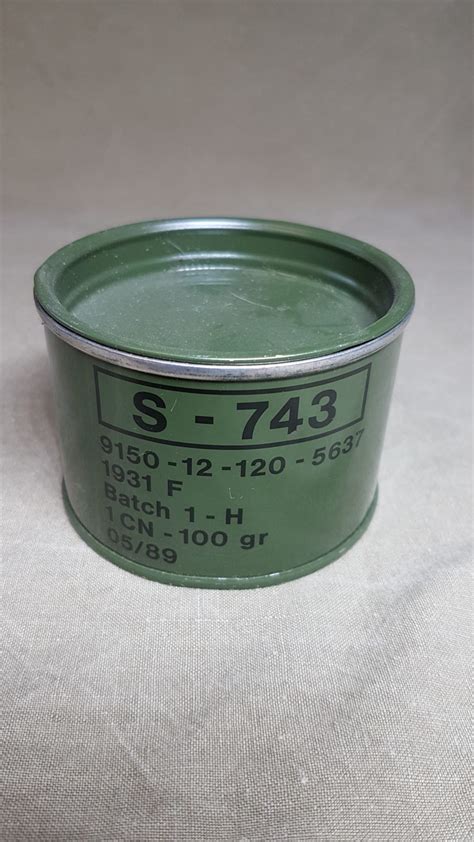 S - 743
9150 - 12 - 120 - 5637
1931 F
Batch 1 - H
1 CN - 100 gr
05/89